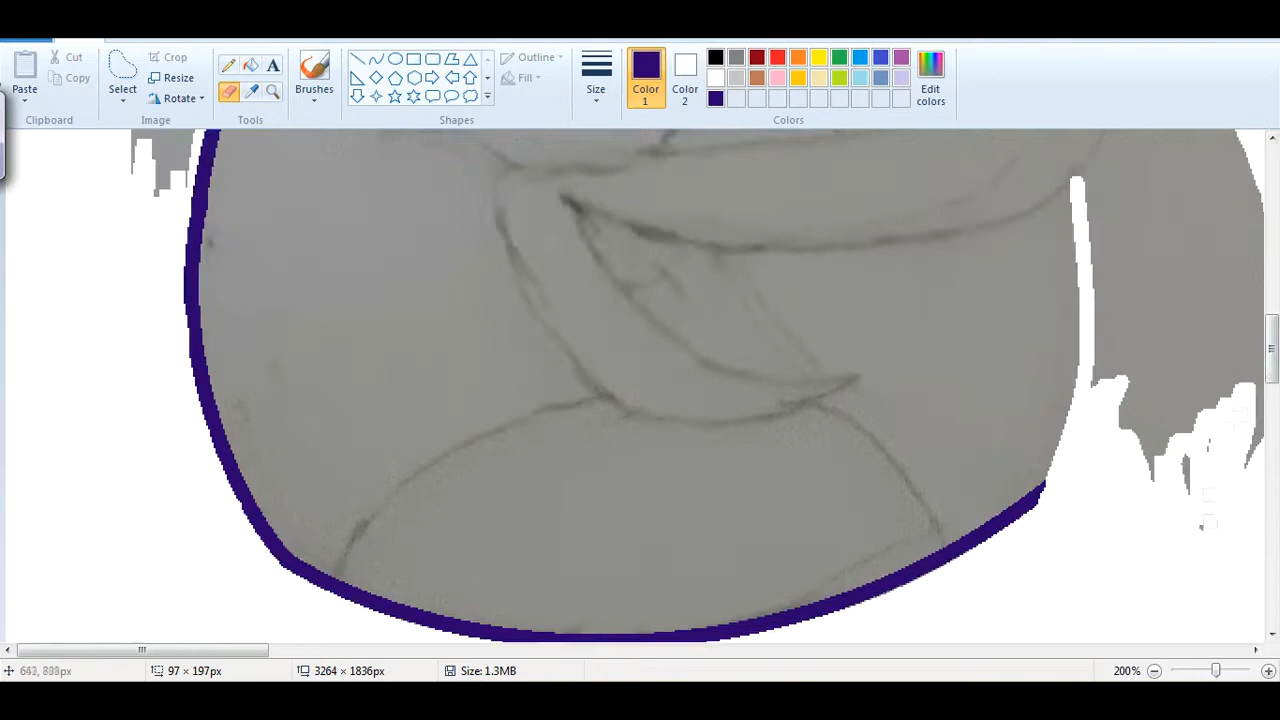 Paste
Cut
Copy
Clipboard
Select
Crop
Resize
Rotate
Image
A
Tools
Brushes
Shapes
Outline
Fill
Size
Color 1
Color 2
Edit colors
Colors
97 × 197px
3264 × 1836px
Size: 1.3MB
200%